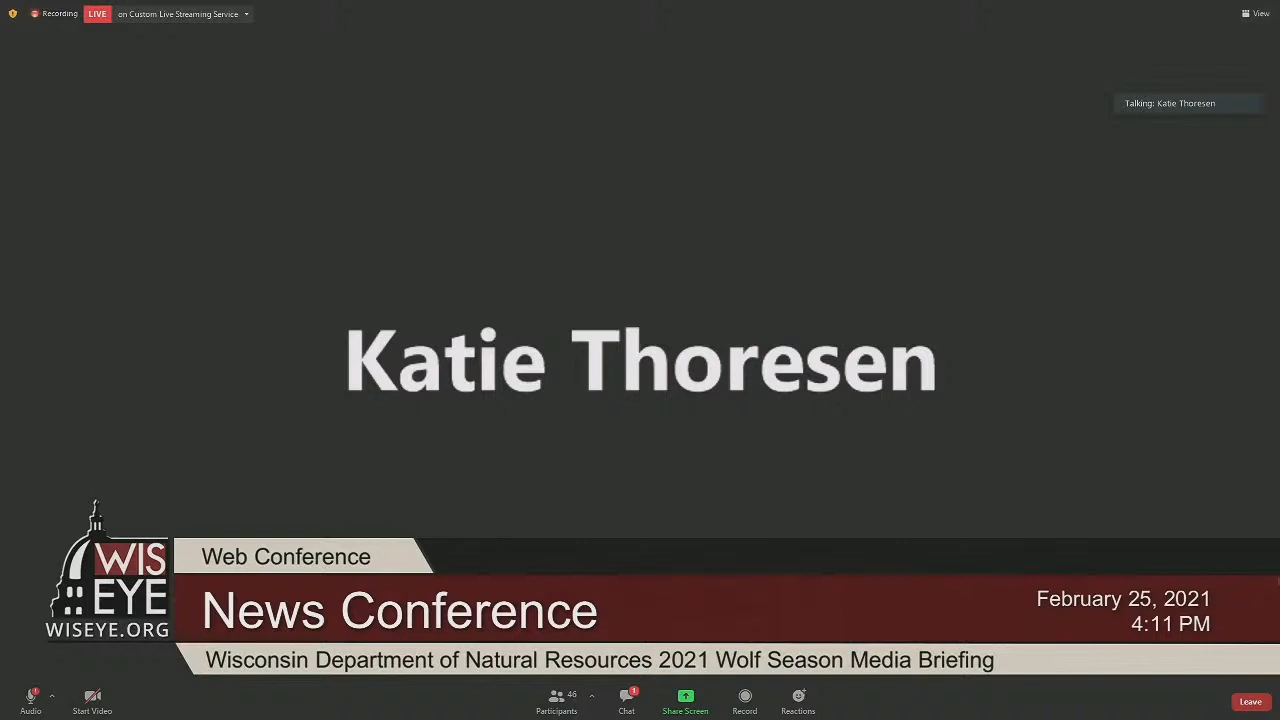 Recording
LIVE
on Custom Live Streaming Service
View
Talking: Katie Thoresen
Katie Thoresen
WIS
EYE
WISEYE.ORG
Web Conference
News Conference
February 25, 2021
4:11 PM
Wisconsin Department of Natural Resources 2021 Wolf Season Media Briefing
Audio
Start Video
46
Participants
1
Chat
Share Screen
Record
Reactions
Leave